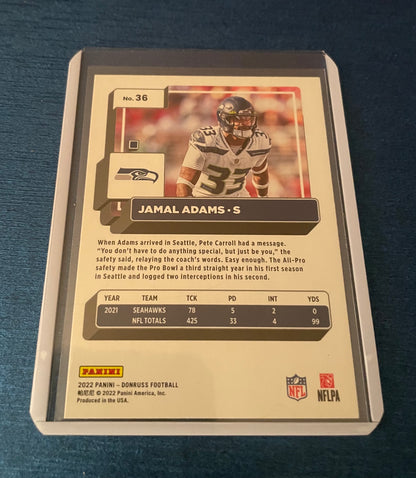 No. 36
33
33
JAMAL ADAMS • S
When Adams arrived in Seattle, Pete Carroll had a message.
"You don't have to do anything special, but just be you," the
safety said, relaying the coach's words. Easy enough. The All-Pro
safety made the Pro Bowl a third straight year in his first season
in Seattle and logged two interceptions in his second.
YEAR TEAM TCK PD INT YDS
2021 SEAHAWKS 78 5 2 0
NFL TOTALS 425 33 4 99
PANINI
2022 PANINI – DONRUSS FOOTBALL
帕尼尼 © 2022 Panini America, Inc.
Produced in the USA.
NFL
NFLPA